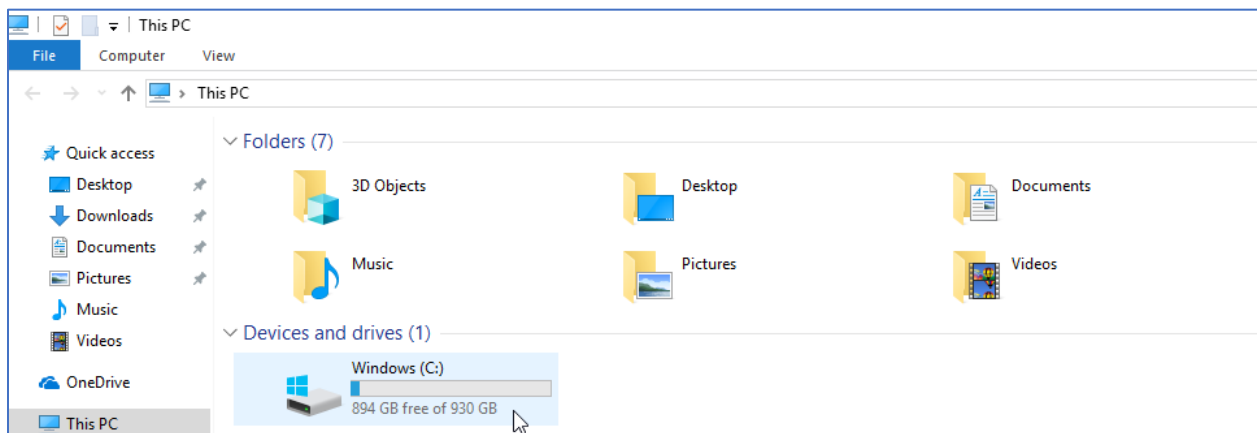 This PC
File Computer View
This PC
Quick access
Desktop
Downloads
Documents
Pictures
Music
Videos
OneDrive
This PC
Folders (7)
3D Objects Desktop Documents
Music Pictures Videos
Devices and drives (1)
Windows (C:)
894 GB free of 930 GB